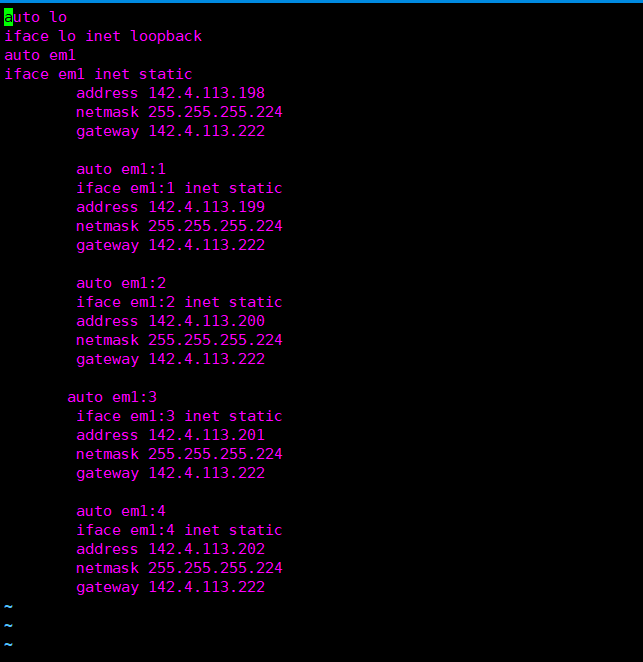 auto lo
iface lo inet loopback
auto em1
iface em1 inet static
address 142.4.113.198
netmask 255.255.255.224
gateway 142.4.113.222
auto em1:1
iface em1:1 inet static
address 142.4.113.199
netmask 255.255.255.224
gateway 142.4.113.222
auto em1:2
iface em1:2 inet static
address 142.4.113.200
netmask 255.255.255.224
gateway 142.4.113.222
auto em1:3
iface em1:3 inet static
address 142.4.113.201
netmask 255.255.255.224
gateway 142.4.113.222
auto em1:4
iface em1:4 inet static
address 142.4.113.202
netmask 255.255.255.224
gateway 142.4.113.222
~
~
~